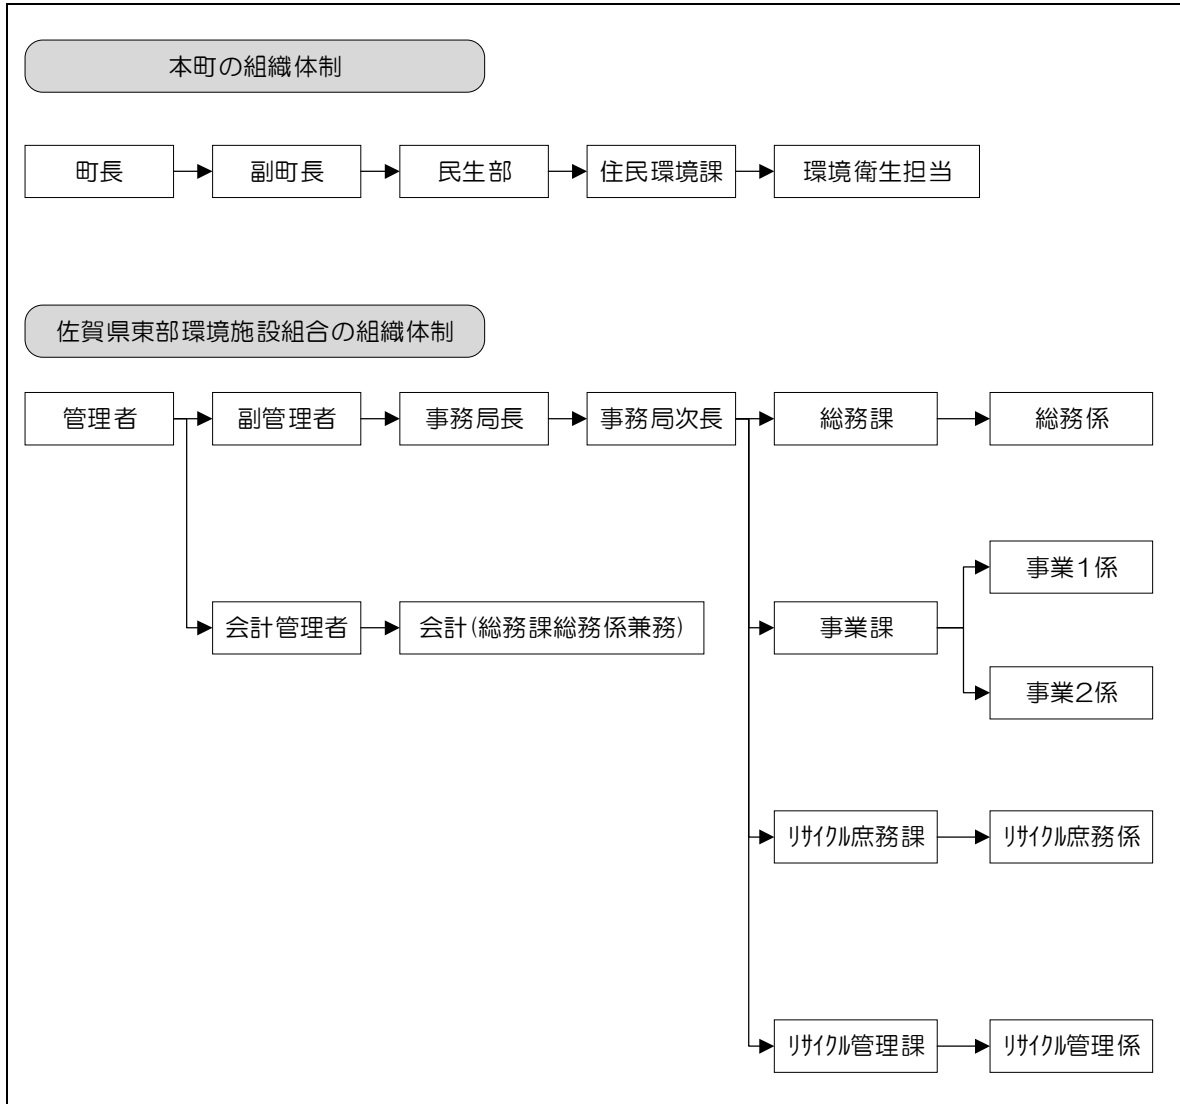 本町の組織体制
町長
副町長
民生部
住民環境課
環境衛生担当
佐賀県東部環境施設組合の組織体制
管理者
副管理者
事務局長
事務局次長
総務課
総務係
事業1係
会計管理者
会計(総務課総務係兼務)
事業課
事業2係
ﾘｻｲｸﾙ庶務課
ﾘｻｲｸﾙ庶務係
ﾘｻｲｸﾙ管理課
ﾘｻｲｸﾙ管理係